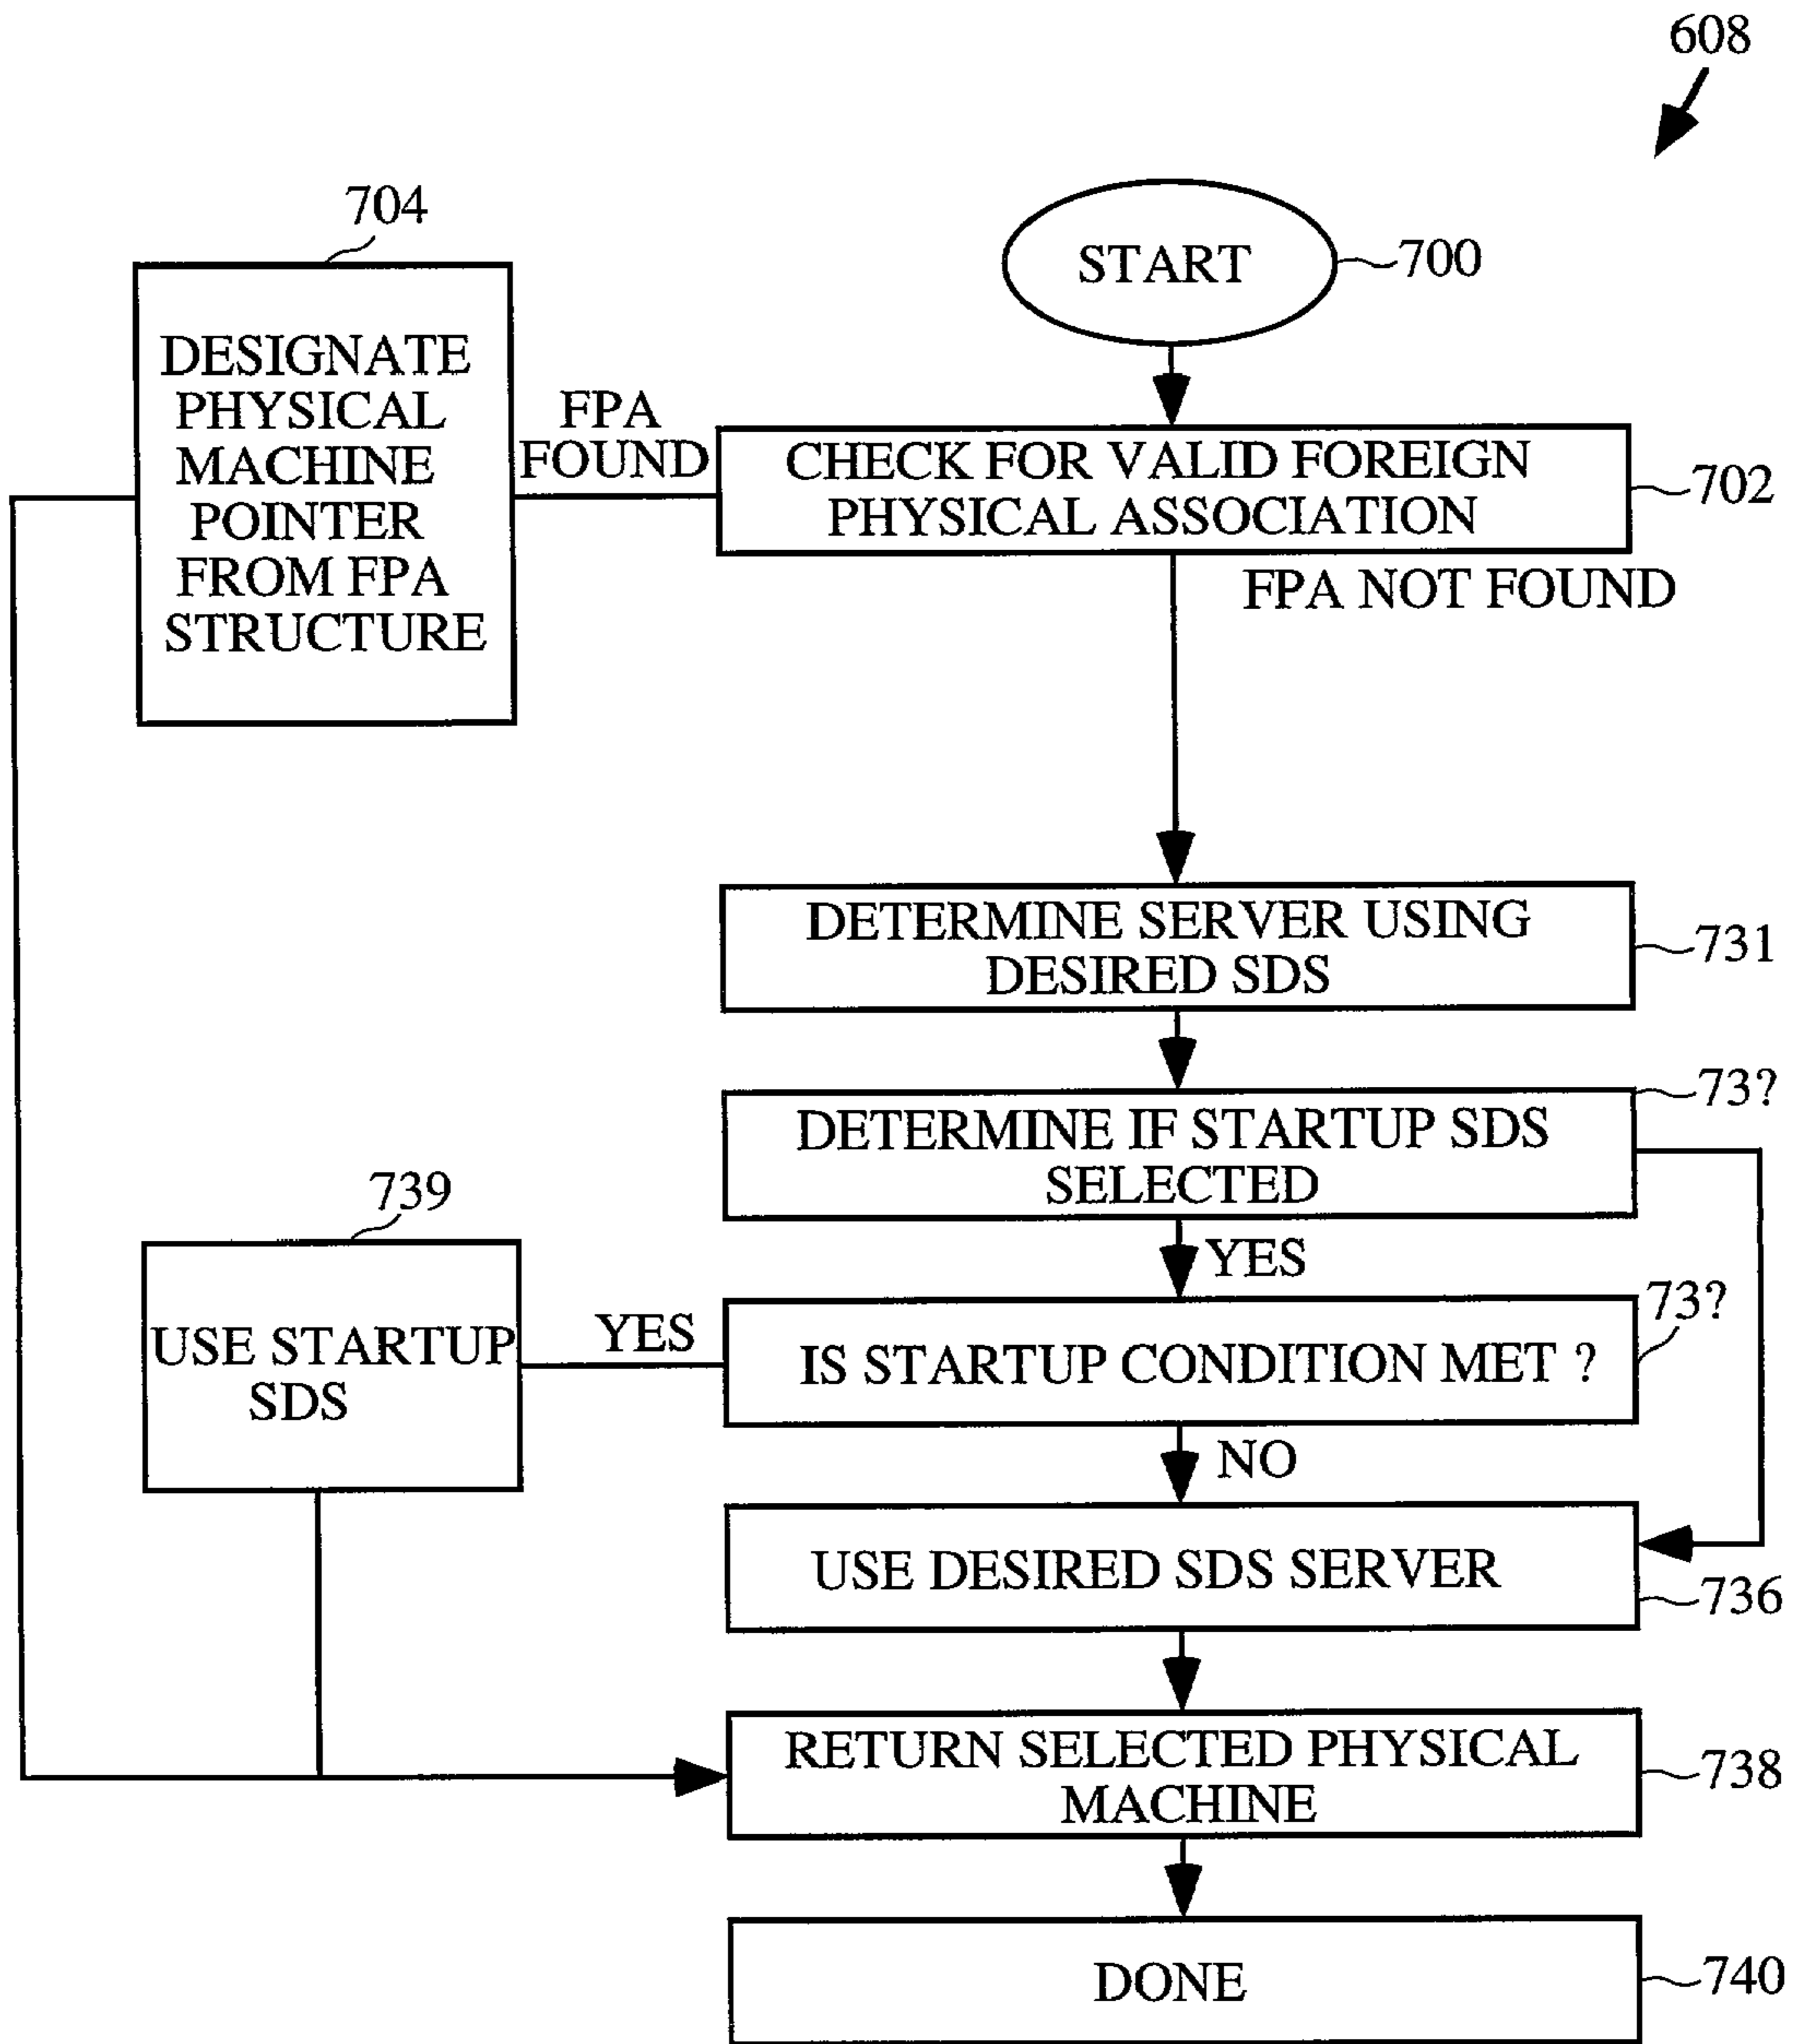 608
704
START
700
DESIGNATE
PHYSICAL
MACHINE
POINTER
FROM FPA
STRUCTURE
FPA
FOUND
CHECK FOR VALID FOREIGN
PHYSICAL ASSOCIATION
702
FPA NOT FOUND
DETERMINE SERVER USING
DESIRED SDS
731
73?
DETERMINE IF STARTUP SDS
SELECTED
739
YES
73?
USE STARTUP
SDS
YES
IS STARTUP CONDITION MET ?
NO
USE DESIRED SDS SERVER
736
RETURN SELECTED PHYSICAL
MACHINE
738
DONE
740